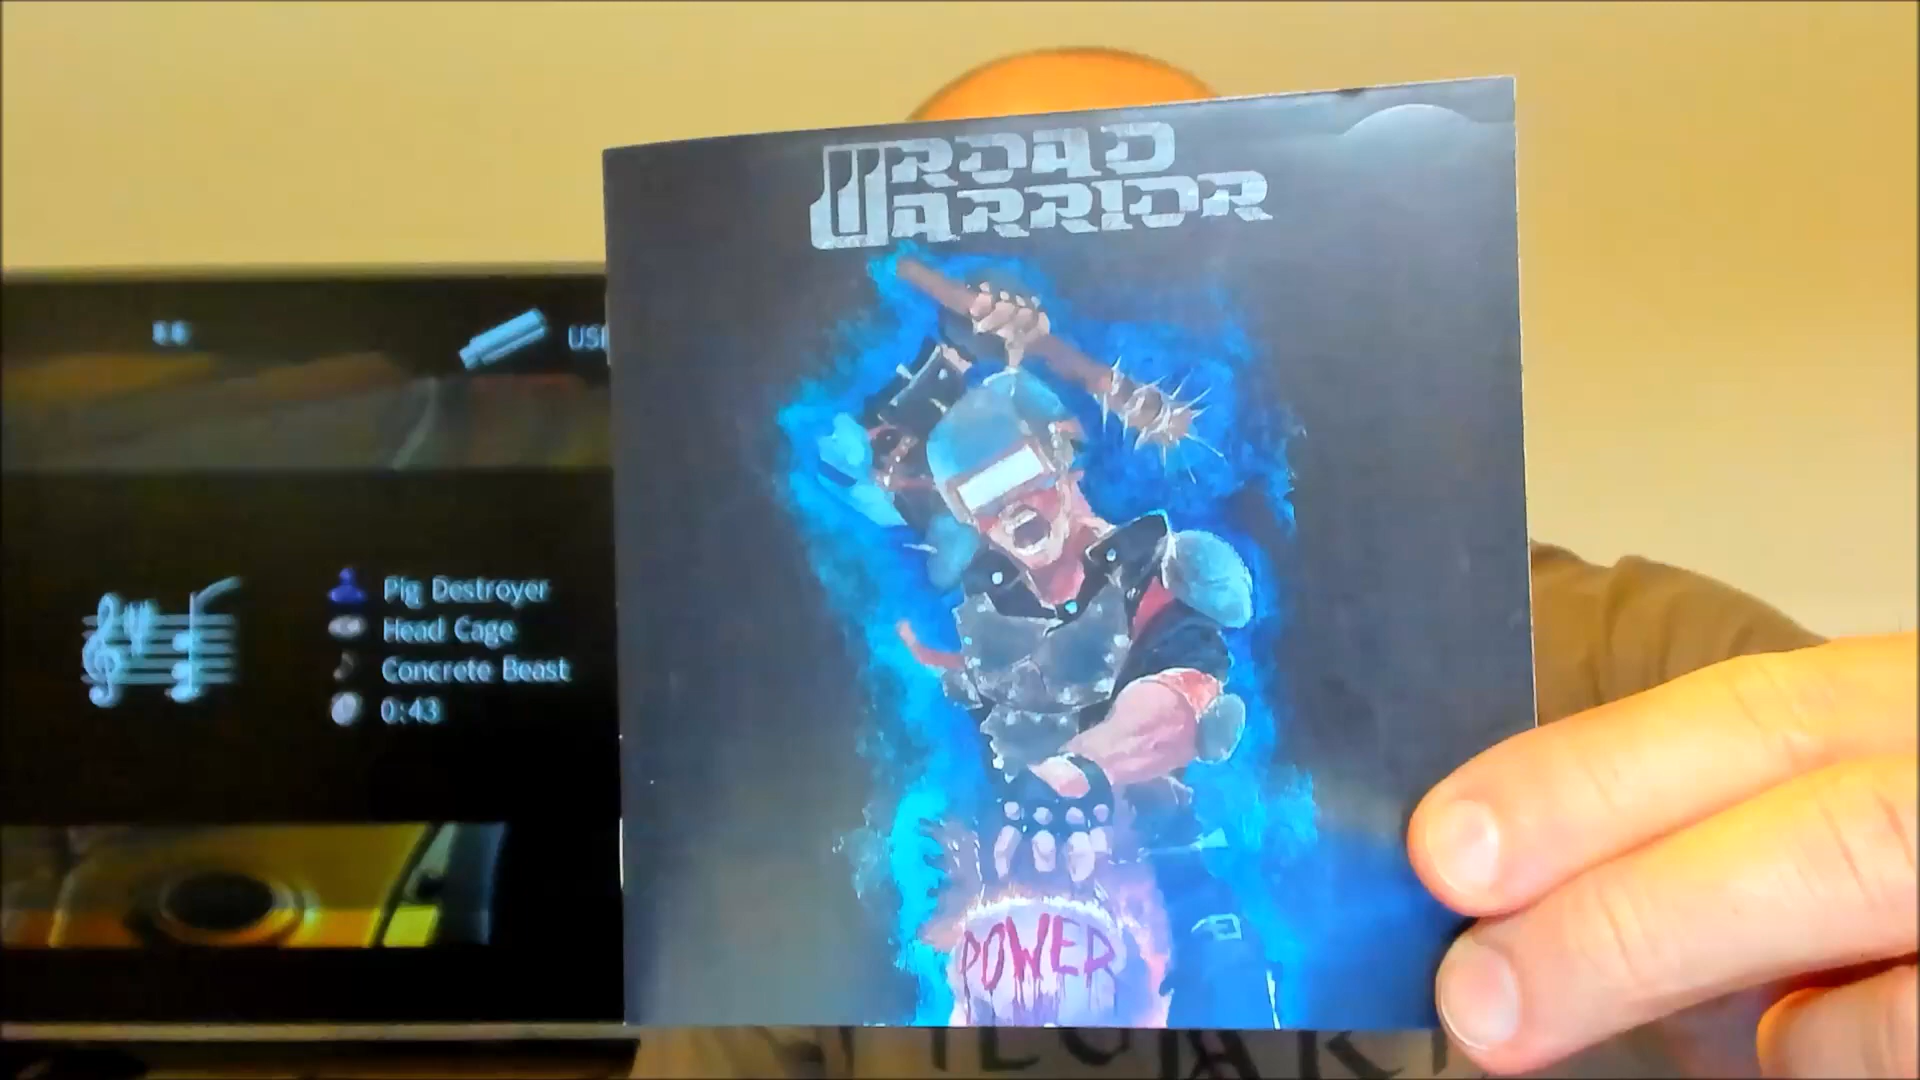 ROAD
WARRIOR
USB
Pig Destroyer
Head Cage
Concrete Beast
0:43
POWER